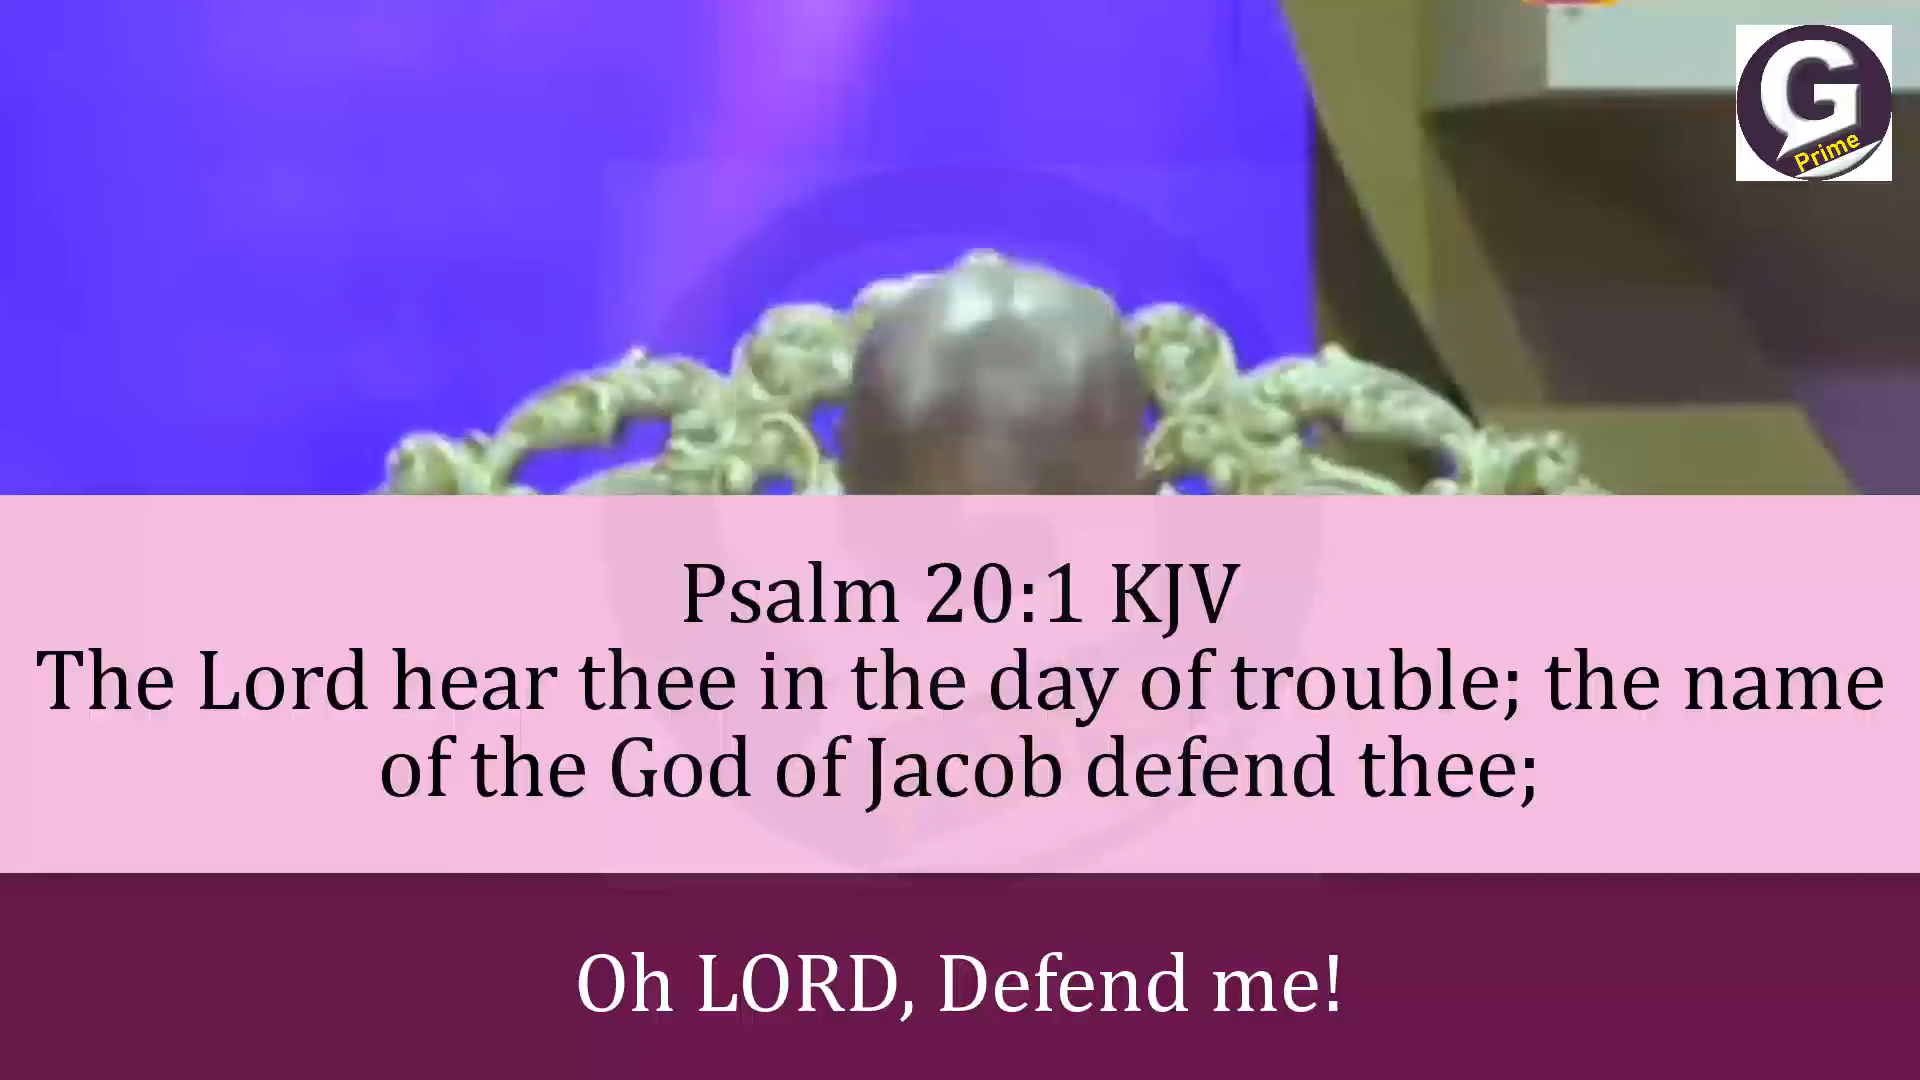 G
Prime
Psalm 20:1 KJV
The Lord hear thee in the day of trouble; the name
of the God of Jacob defend thee;
Oh LORD, Defend me!